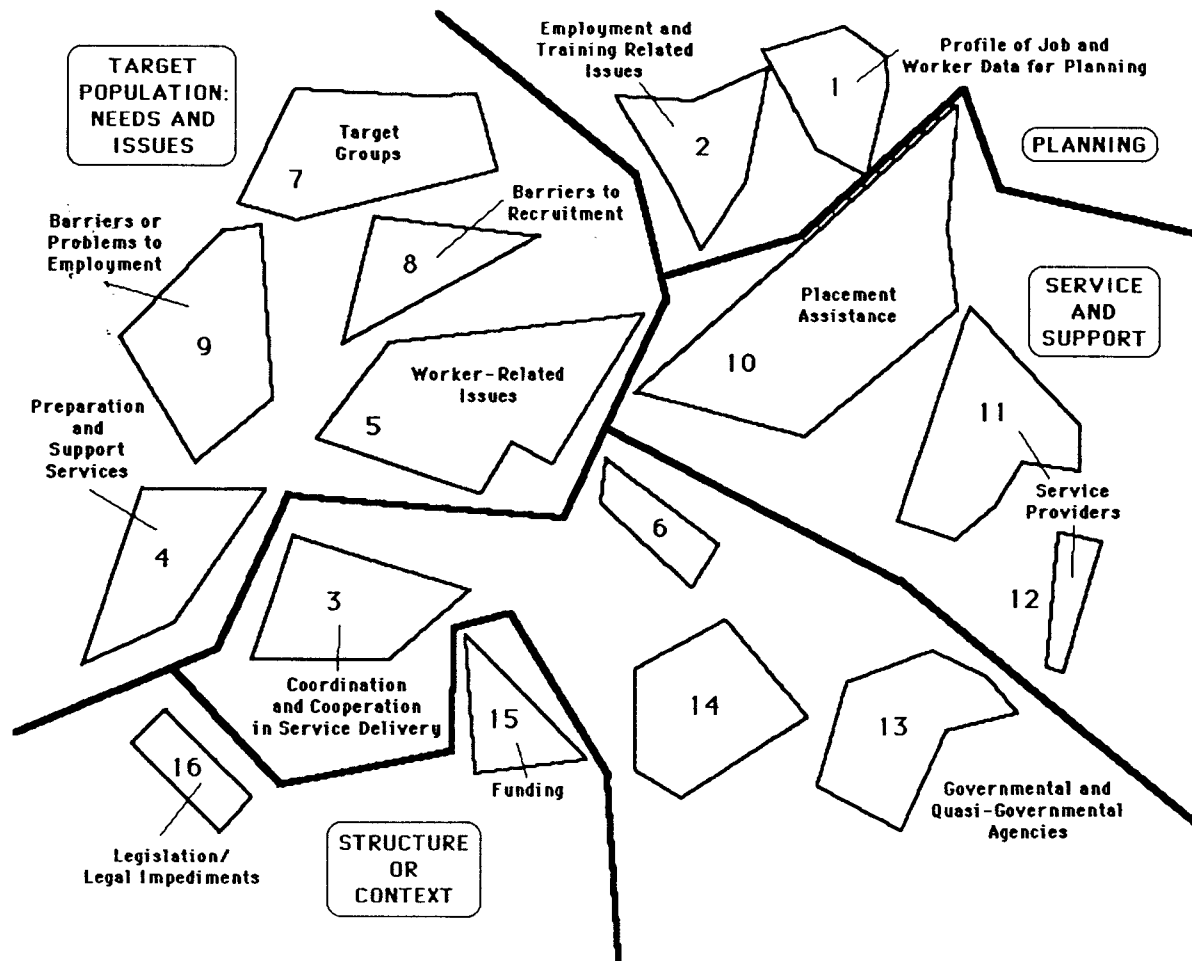 TARGET
POPULATION:
NEEDS AND
ISSUES
Employment and
Training Related
Issues
Profile of Job and
Worker Data for Planning
1
2
PLANNING
Target
Groups
7
Barriers to
Recruitment
8
Barriers or
Problems to
Employment
9
Placement
Assistance
10
SERVICE
AND
SUPPORT
Worker-Related
Issues
5
11
Service
Providers
12
Preparation
and
Support
Services
4
6
3
Coordination
and Cooperation
in Service Delivery
15
Funding
14
13
Governmental and
Quasi-Governmental
Agencies
16
Legislation/
Legal Impediments
STRUCTURE
OR
CONTEXT